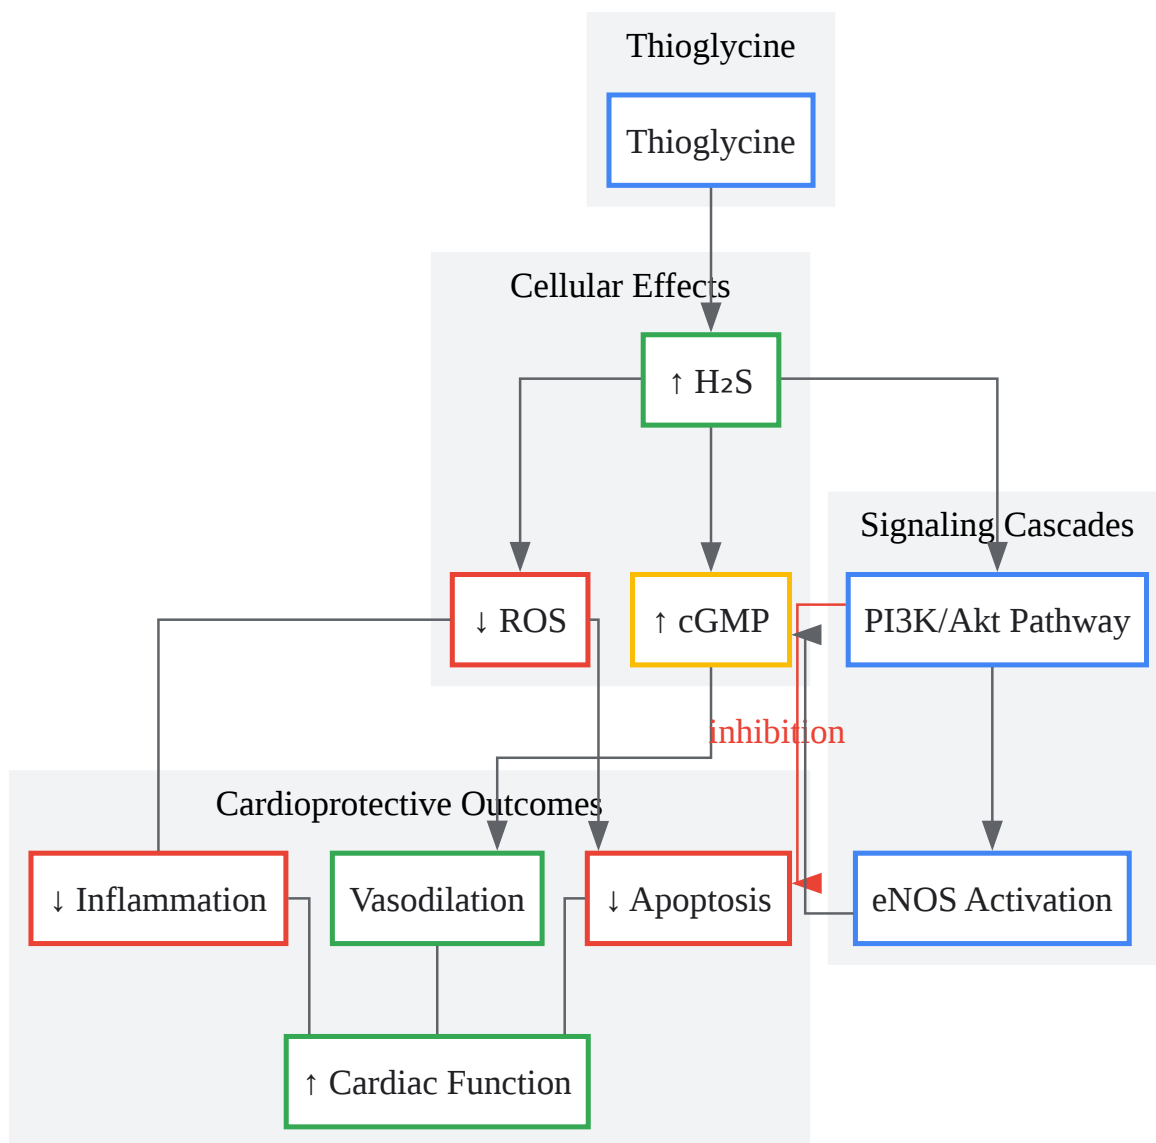 Thioglycine
Thioglycine
Cellular Effects
↑ H₂S
Signaling Cascades
↓ ROS
↑ cGMP
PI3K/Akt Pathway
inhibition
Cardioprotective Outcomes
↓ Inflammation
Vasodilation
↓ Apoptosis
eNOS Activation
↑ Cardiac Function